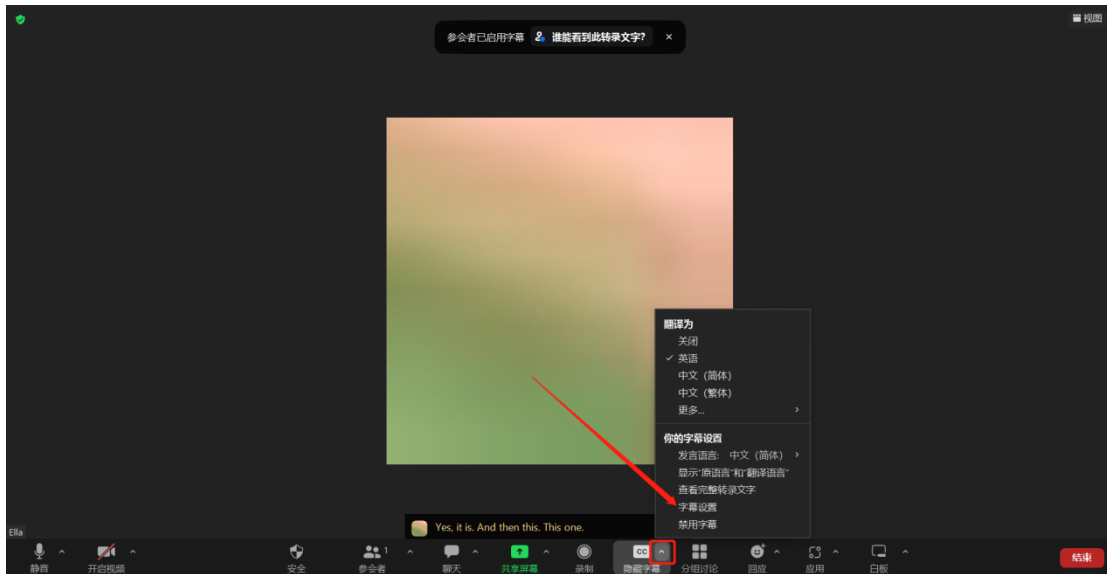 视图
参会者已启用字幕 谁能看到此转录文字? ×
翻译为
关闭
✓ 英语
中文（简体）
中文（繁体）
更多... >
你的字幕设置
发言语言: 中文（简体） >
显示"原语言"和"翻译语言"
查看完整转录文字
字幕设置
禁用字幕
Yes, it is. And then this. This one.
Ella
静音 开启视频 安全 参会者 1 聊天 共享屏幕 录制 CC 隐藏字幕 分组讨论 回应 应用 白板 结束